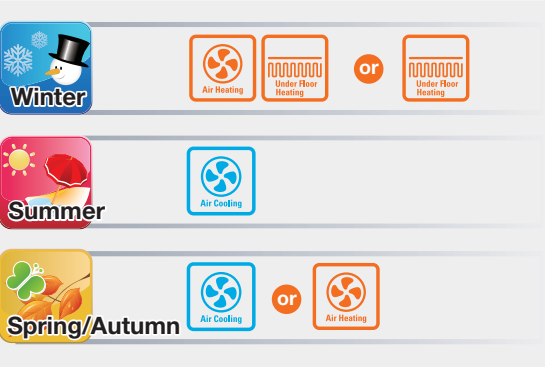 Winter
Air Heating
Under Floor
Heating
or
Under Floor
Heating
Summer
Air Cooling
Spring/Autumn
Air Cooling
or
Air Heating